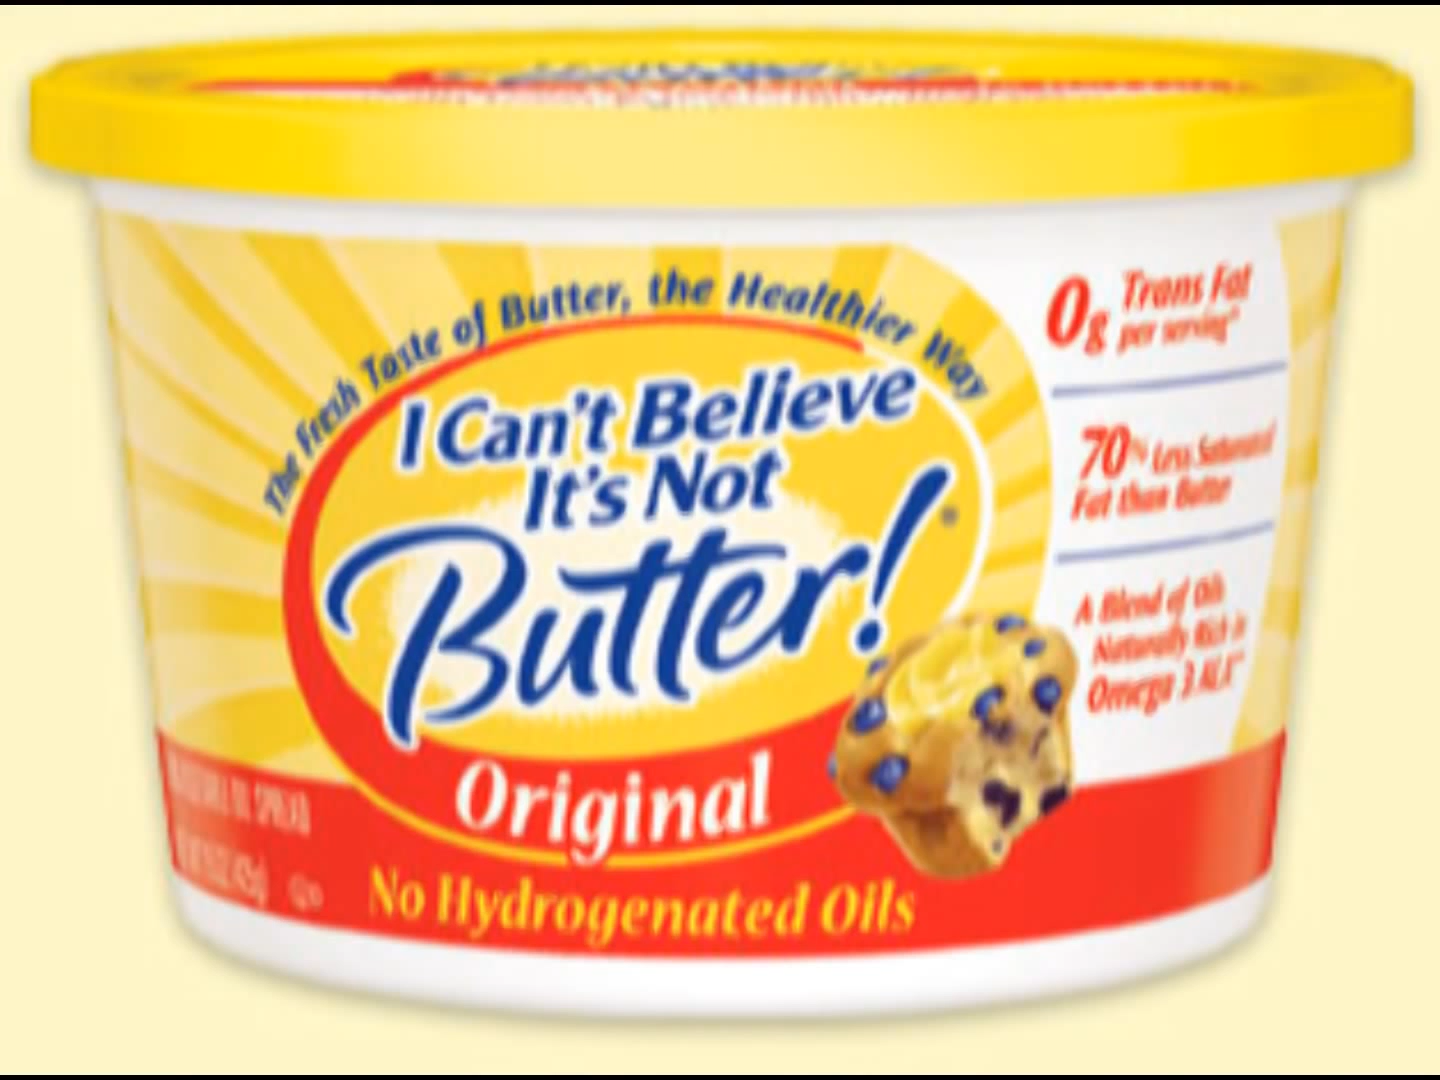 The Fresh Taste of Butter, the Healthier Way
I Can't Believe
It's Not
Butter!
Original
No Hydrogenated Oils
0g Trans Fat
per serving*
70% Less Saturated
Fat than Butter
A Blend of Oils
Naturally Rich in
Omega 3 ALA